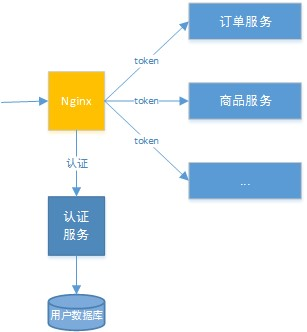 订单服务
token
Nginx
token
商品服务
token
认证
...
认证
服务
用户数据库